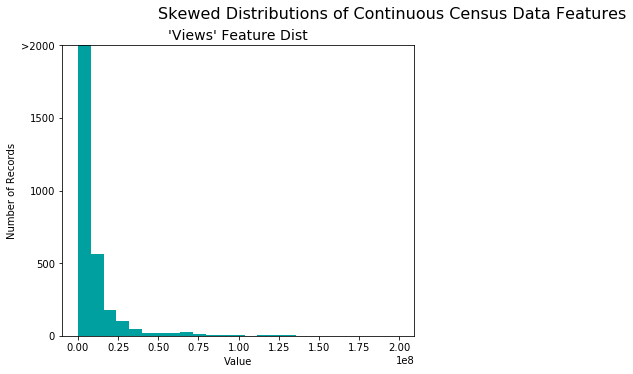 Skewed Distributions of Continuous Census Data Features
'Views' Feature Dist
>2000
1500
1000
500
0
Number of Records
0.00 0.25 0.50 0.75 1.00 1.25 1.50 1.75 2.00
1e8
Value